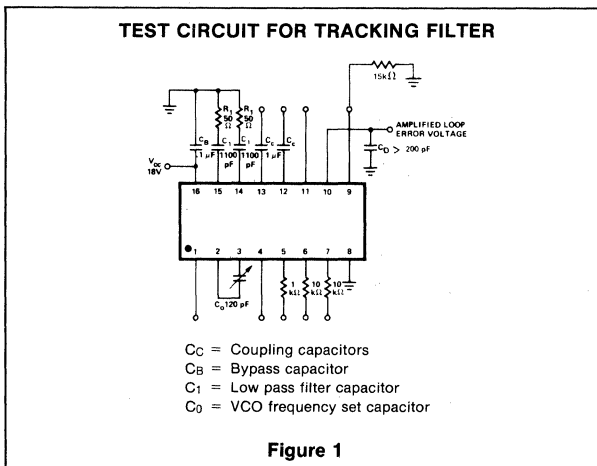 TEST CIRCUIT FOR TRACKING FILTER
15kΩ
R1 R1
50 50
Ω Ω
CB C1 C1 Cc Cc
1 µF 1100 1100 1 µF
pF pF
VCC
18V
AMPLIFIED LOOP
ERROR VOLTAGE
CD > 200 pF
16 15 14 13 12 11 10 9
1 2 3 4 5 6 7 8
1 10 10
kΩ kΩ kΩ
Co 120 pF
CC = Coupling capacitors
CB = Bypass capacitor
C1 = Low pass filter capacitor
C0 = VCO frequency set capacitor
Figure 1